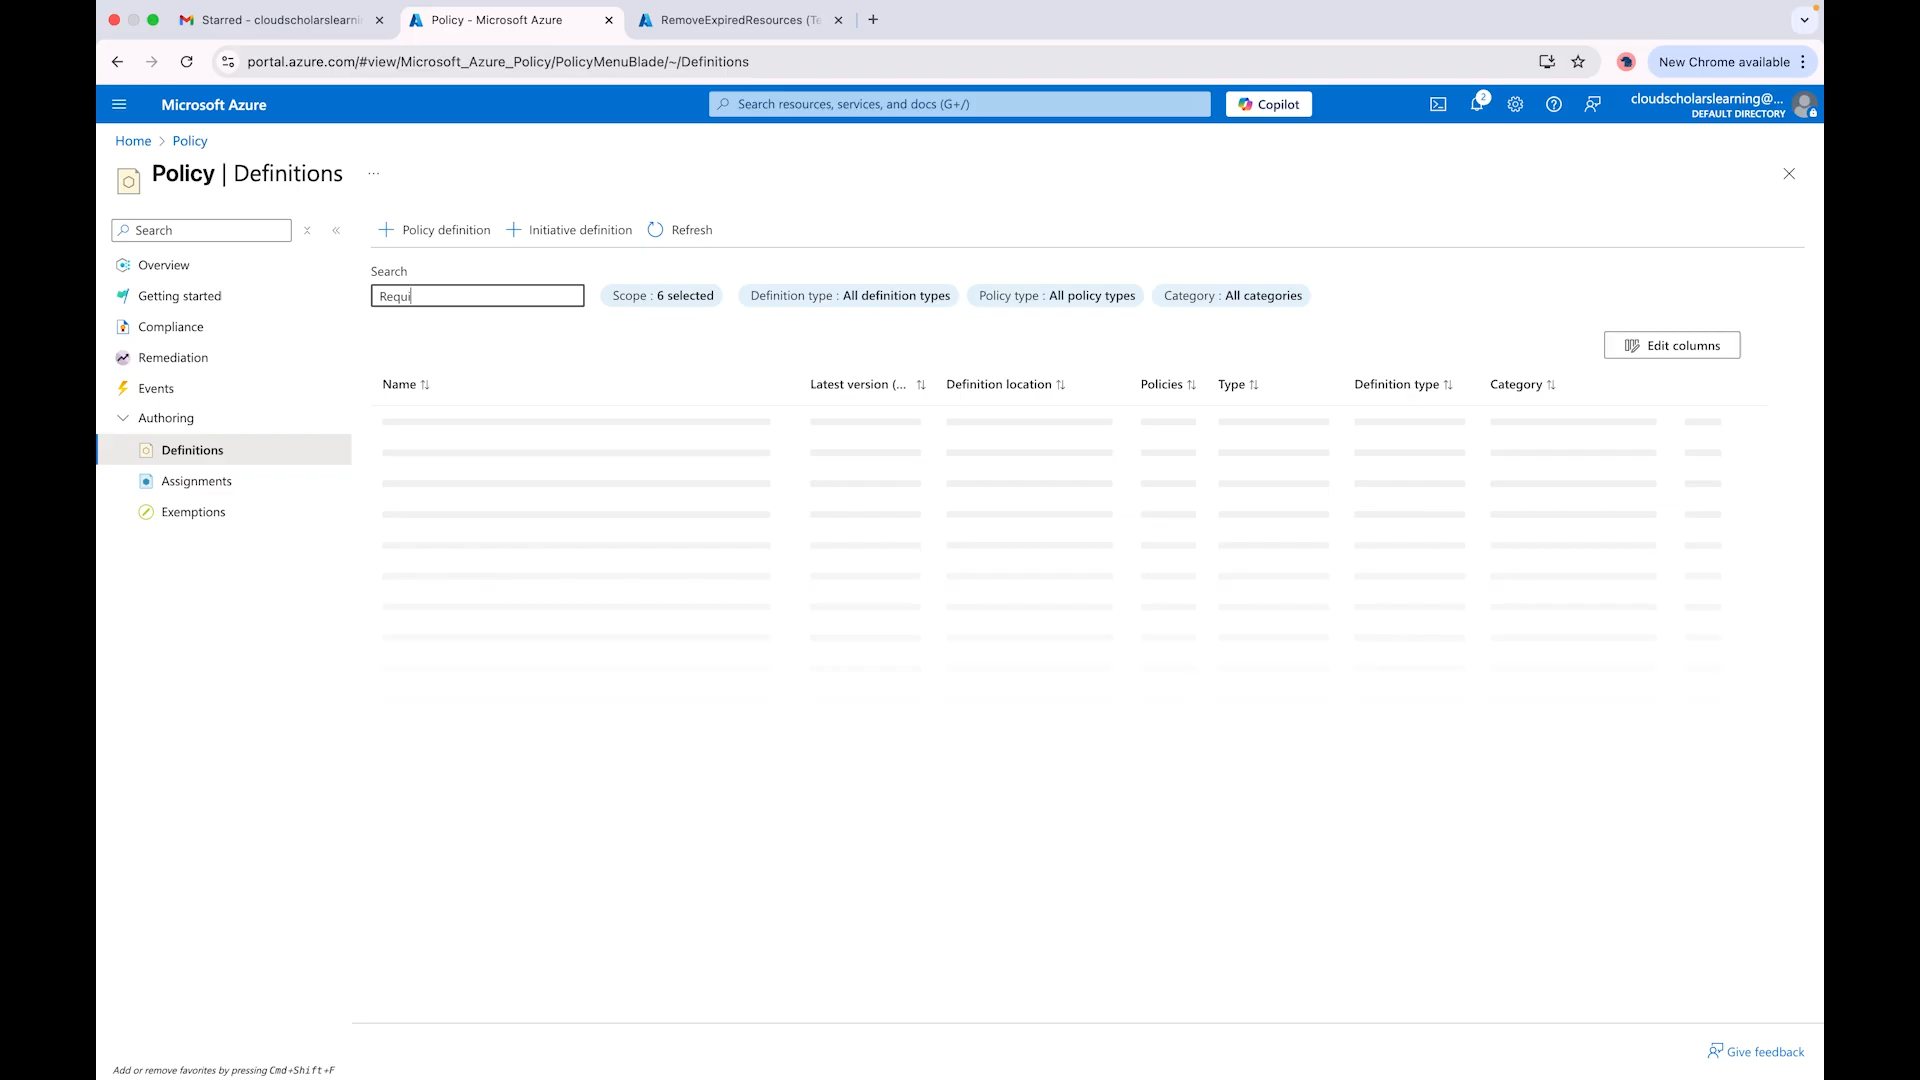 Starred - cloudscholarslearni
Policy - Microsoft Azure
RemoveExpiredResources (Te
portal.azure.com/#view/Microsoft_Azure_Policy/PolicyMenuBlade/~/Definitions
New Chrome available
Microsoft Azure
Search resources, services, and docs (G+/)
Copilot
2
cloudscholarslearning@...
DEFAULT DIRECTORY
Home > Policy
Policy | Definitions ...
Search
Policy definition
Initiative definition
Refresh
Overview
Getting started
Compliance
Remediation
Events
Authoring
Definitions
Assignments
Exemptions
Search
Requi
Scope : 6 selected
Definition type : All definition types
Policy type : All policy types
Category : All categories
Edit columns
Name
Latest version (...
Definition location
Policies
Type
Definition type
Category
Give feedback
Add or remove favorites by pressing Cmd+Shift+F